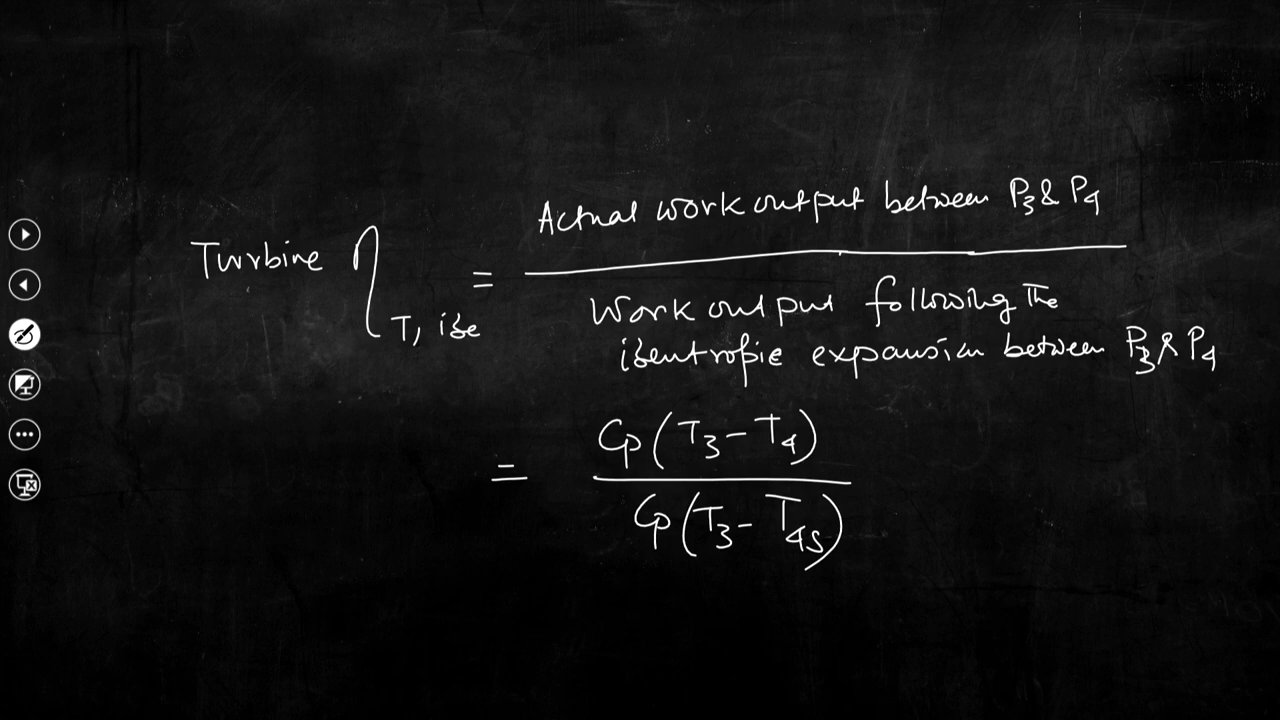 Actual work output between P3 & P4
Turbine η T, ise =
Work output following the
isentropic expansion between P3 & P4
= Cp (T3 - T4)
Cp (T3 - T4s)